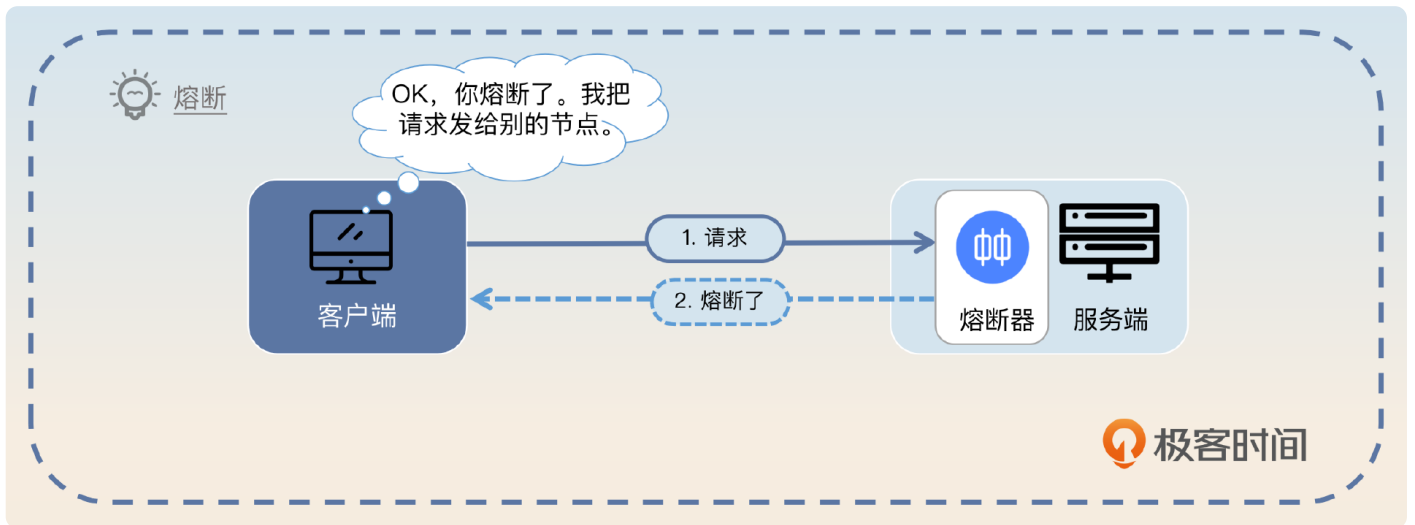 熔断
OK，你熔断了。我把
请求发给别的节点。
1. 请求
2. 熔断了
客户端
熔断器
服务端
极客时间